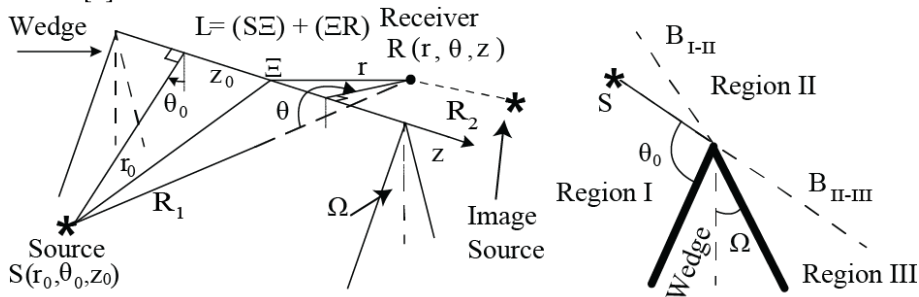 L= (SΞ) + (ΞR)
Receiver
R (r , θ , z)
Wedge
z₀
Ξ
r
θ₀
θ
R₂
z
r₀
R₁
Ω
Image
Source
Source
S(r₀,θ₀,z₀)
B I-II
Region II
S
θ₀
Region I
B II-III
Wedge
Ω
Region III